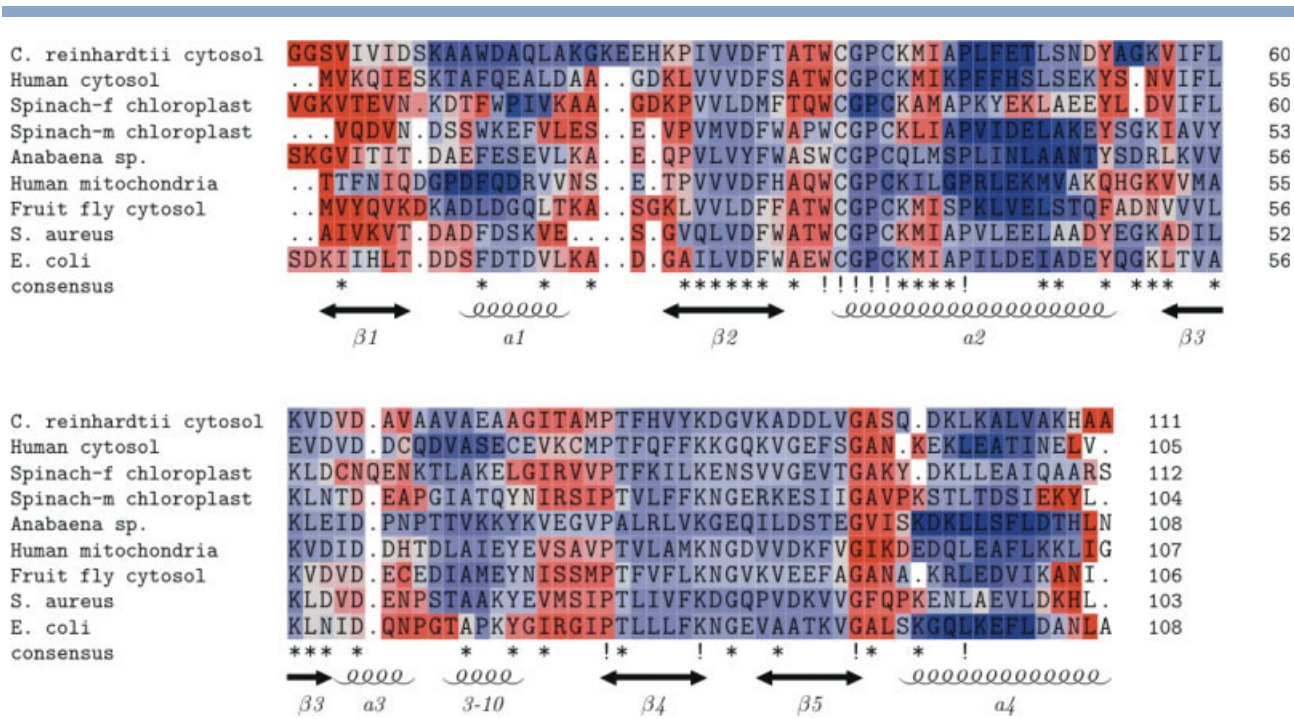 C. reinhardtii cytosol GGSVIVIDSKAAWDAQLAKGKEEHKPIVVDFTATWCGPCKMIAPLFETLSNDYAGKVIFL 60
Human cytosol ..MVKQIESKTAFQEALDAA..GDKLVVVDFSATWCGPCKMIKPFFHSLSEKYS.NVIFL 55
Spinach-f chloroplast VGKVTEVN.KDTFWPIVKAA..GDKPVVLDMFTQWCGPCKAMAPKYEKLAEEYL.DVIFL 60
Spinach-m chloroplast ...VQDVN.DSSWKEFVLES..E.VPVMVDFWAPWCGPCKLIAPVIDELAKEYSGKIAVY 53
Anabaena sp. SKGVITIT.DAEFESEVLKA..E.QPVLVYFWASWCGPCQLMSPLINLAANTYSDRLKVV 56
Human mitochondria ..TTFNIQDGPDFQDRVVNS..E.TPVVVDFHAQWCGPCKILGPRLEKMVAKQHGKVVMA 55
Fruit fly cytosol ..MVYQVKDKADLDGQLTKA..SGKLVVLDFFATWCGPCKMISPKLVELSTQFADNVVVL 56
S. aureus ..AIVKVT.DADFDSKVE....S.GVQLVDFWATWCGPCKMIAPVLEELAADYEGKADIL 52
E. coli SDKIIHLT.DDSFDTDVLKA..D.GAILVDFWAEWCGPCKMIAPILDEIADEYQGKLTVA 56
consensus * * * * ****** * !!!!!**** ! ** * *** *
β1 α1 β2 α2 β3
C. reinhardtii cytosol KVDVD.AVAAVAEAAGITAMPTFHVYKDGVKADDLVGASQ.DKLKALVAKHAA 111
Human cytosol EVDVD.DCQDVASECEVKCMPTFQFFKKGQKVGEFSGAN.KEKLEATINELV. 105
Spinach-f chloroplast KLDCNQENKTLAKELGIRVVPTFKILKENSVVGEVTGAKY.DKLLEAIQAARS 112
Spinach-m chloroplast KLNTD.EAPGIATQYNIRSIPTVLFFKNGERKESIIGAVPKSTLTDSIEKYL. 104
Anabaena sp. KLEID.PNPTTVKKYKVEGVPALRLVKGEQILDSTEGVISKDKLLSFLDTHLN 108
Human mitochondria KVDID.DHTDLAIEYEVSAVPTVLAMKNGDVVDKFVGIKDEDQLEAFLKKLIG 107
Fruit fly cytosol KVDVD.ECEDIAMEYNISSMPTFVFLKNGVKVEEFAGANA.KRLEDVIKANI. 106
S. aureus KLDVD.ENPSTAAKYEVMSIPTLIVFKDGQPVDKVVGFQPKENLAEVLDKHL. 103
E. coli KLNID.QNPGTAPKYGIRGIPTLLLFKNGEVAATKVGALSKGQLKEFLDANLA 108
consensus *** * * * * !* ! * * !* * !
β3 α3 3-10 β4 β5 α4